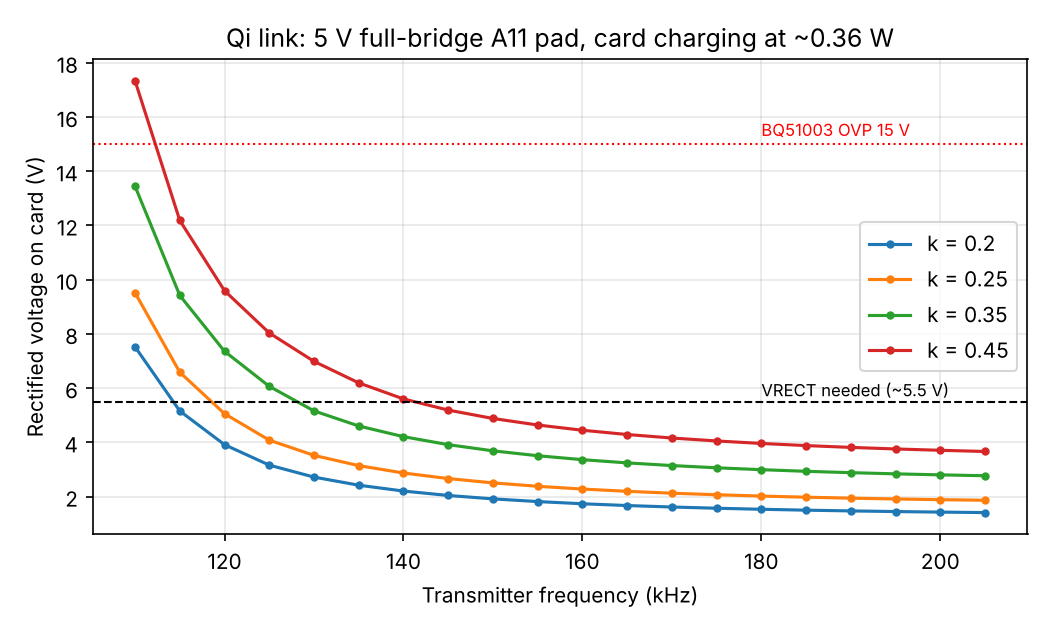 Qi link: 5 V full-bridge A11 pad, card charging at ~0.36 W
Rectified voltage on card (V)
18
16
14
12
10
8
6
4
2
BQ51003 OVP 15 V
k = 0.2
k = 0.25
k = 0.35
k = 0.45
VRECT needed (~5.5 V)
120
140
160
180
200
Transmitter frequency (kHz)